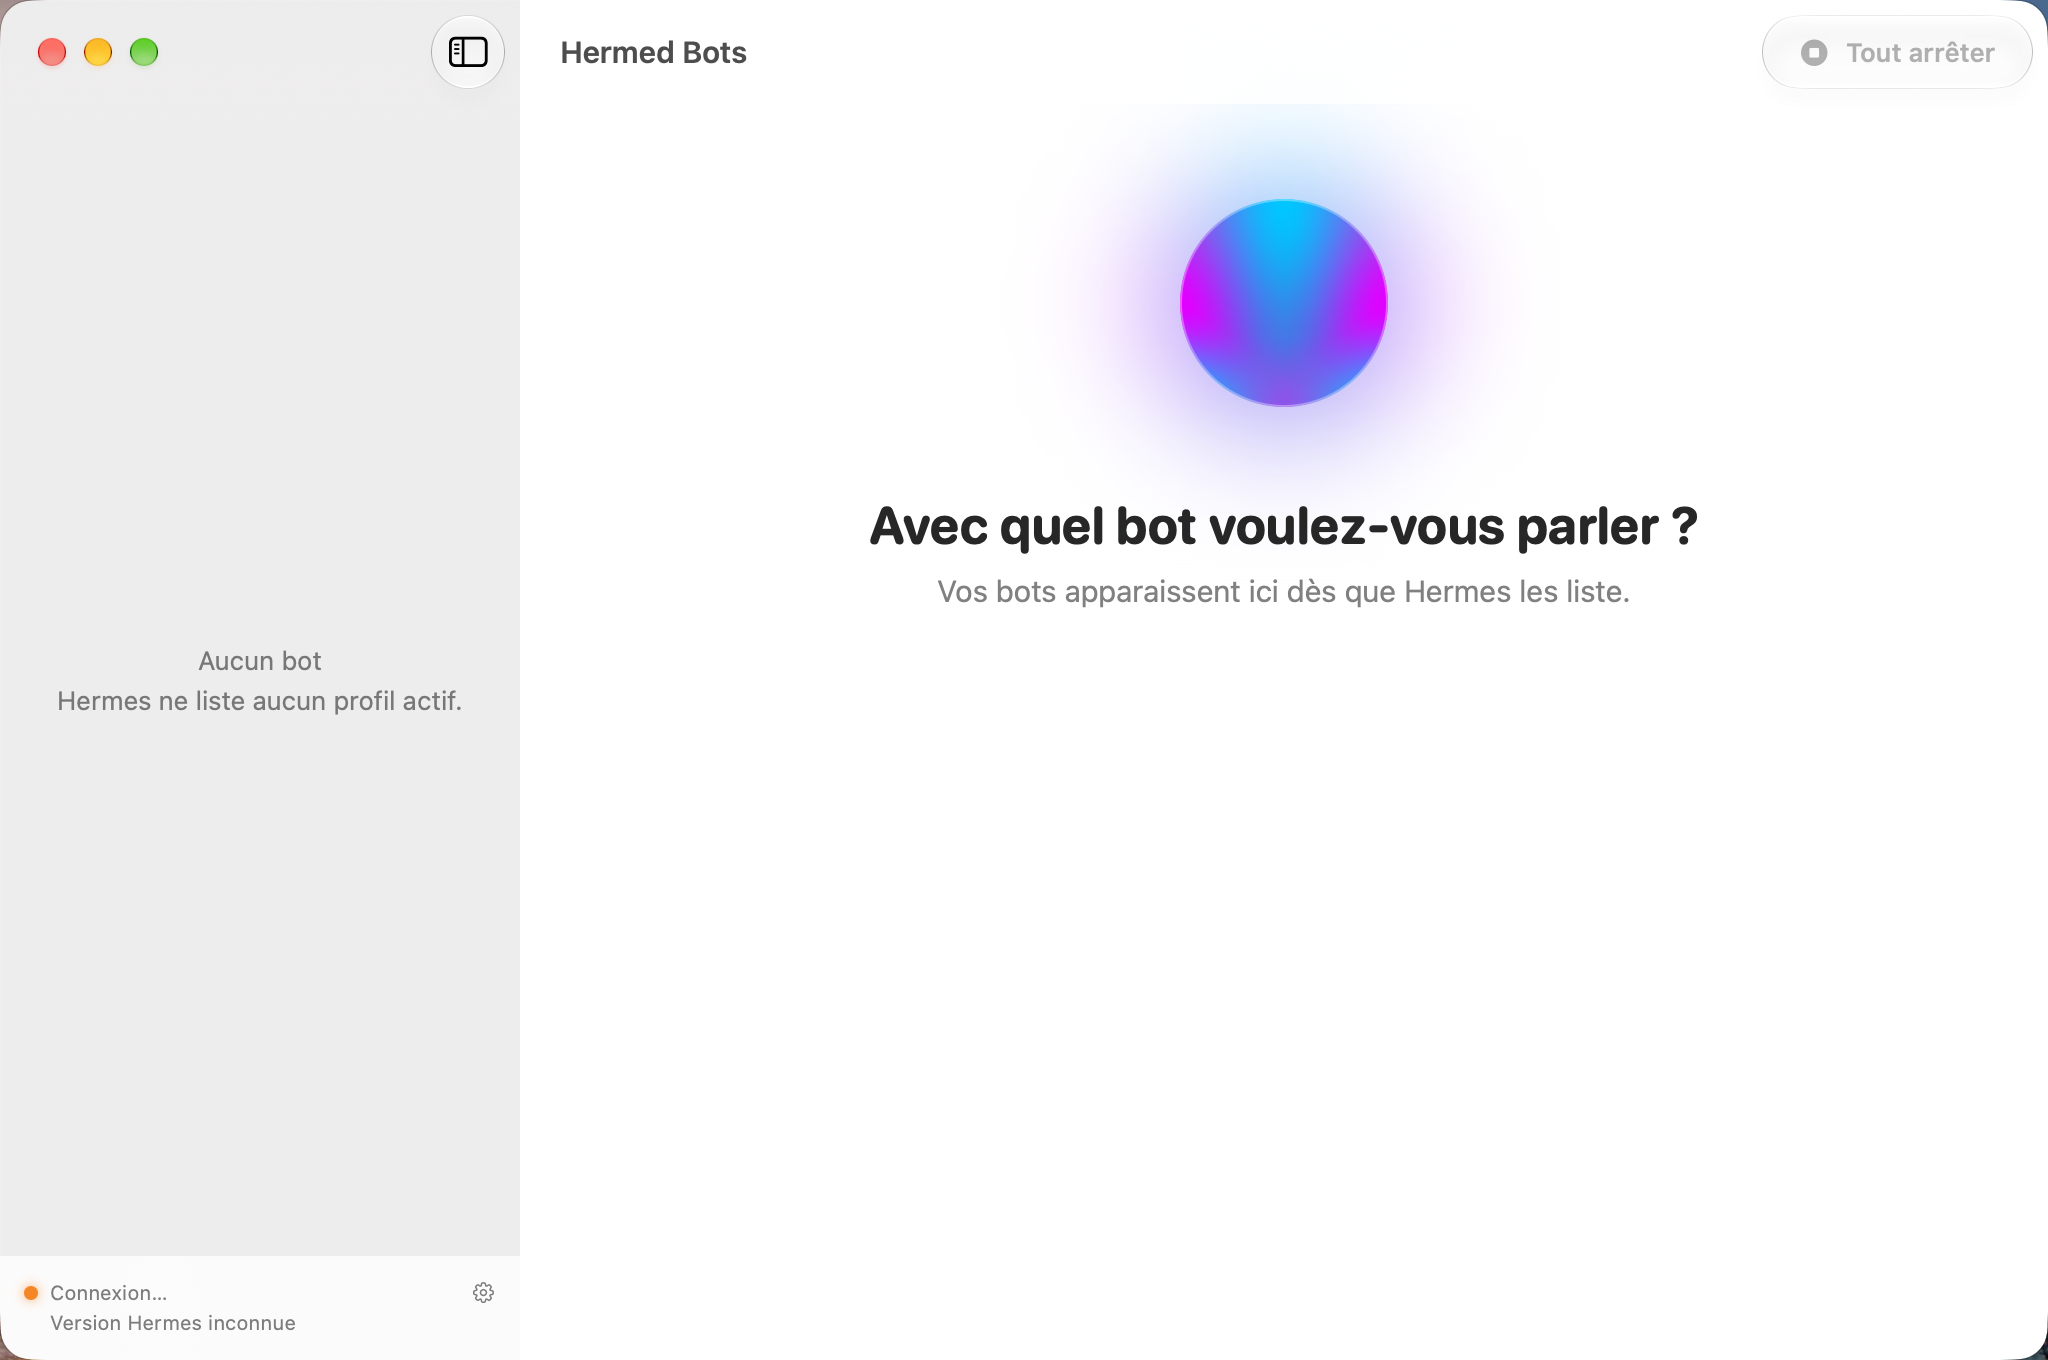 Hermed Bots
Tout arrêter
Avec quel bot voulez-vous parler ?
Vos bots apparaissent ici dès que Hermes les liste.
Aucun bot
Hermes ne liste aucun profil actif.
Connexion...
Version Hermes inconnue